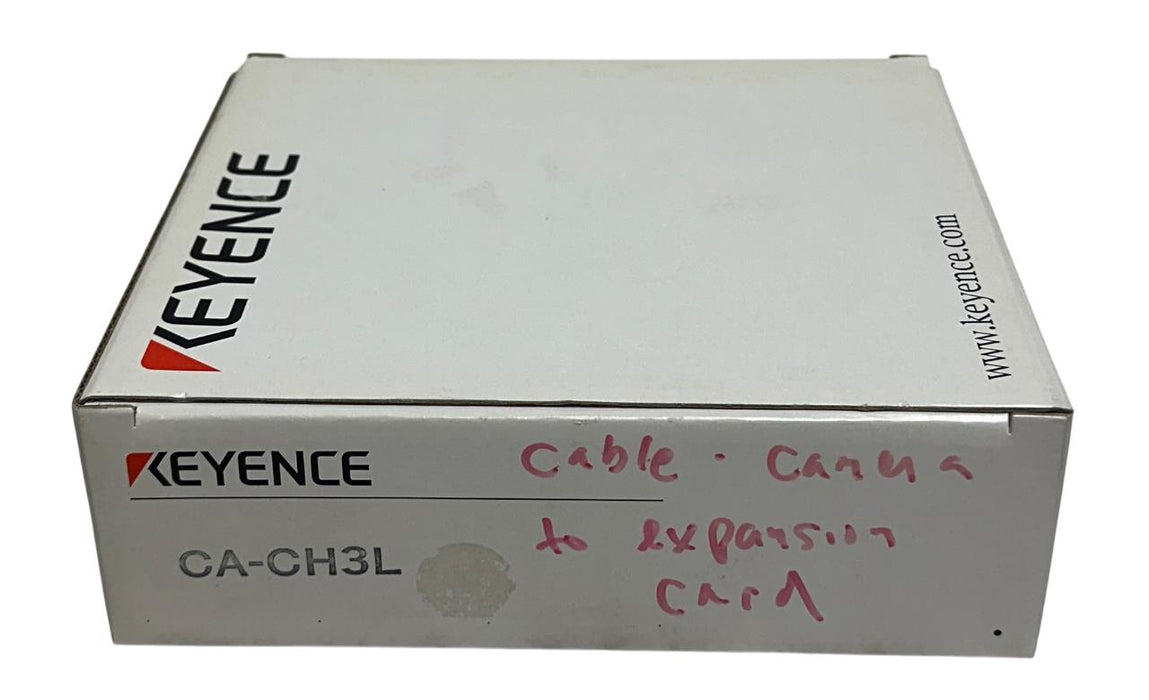 KEYENCE
www.keyence.com
KEYENCE
CA-CH3L
Cable - Camera
to expansion
Card